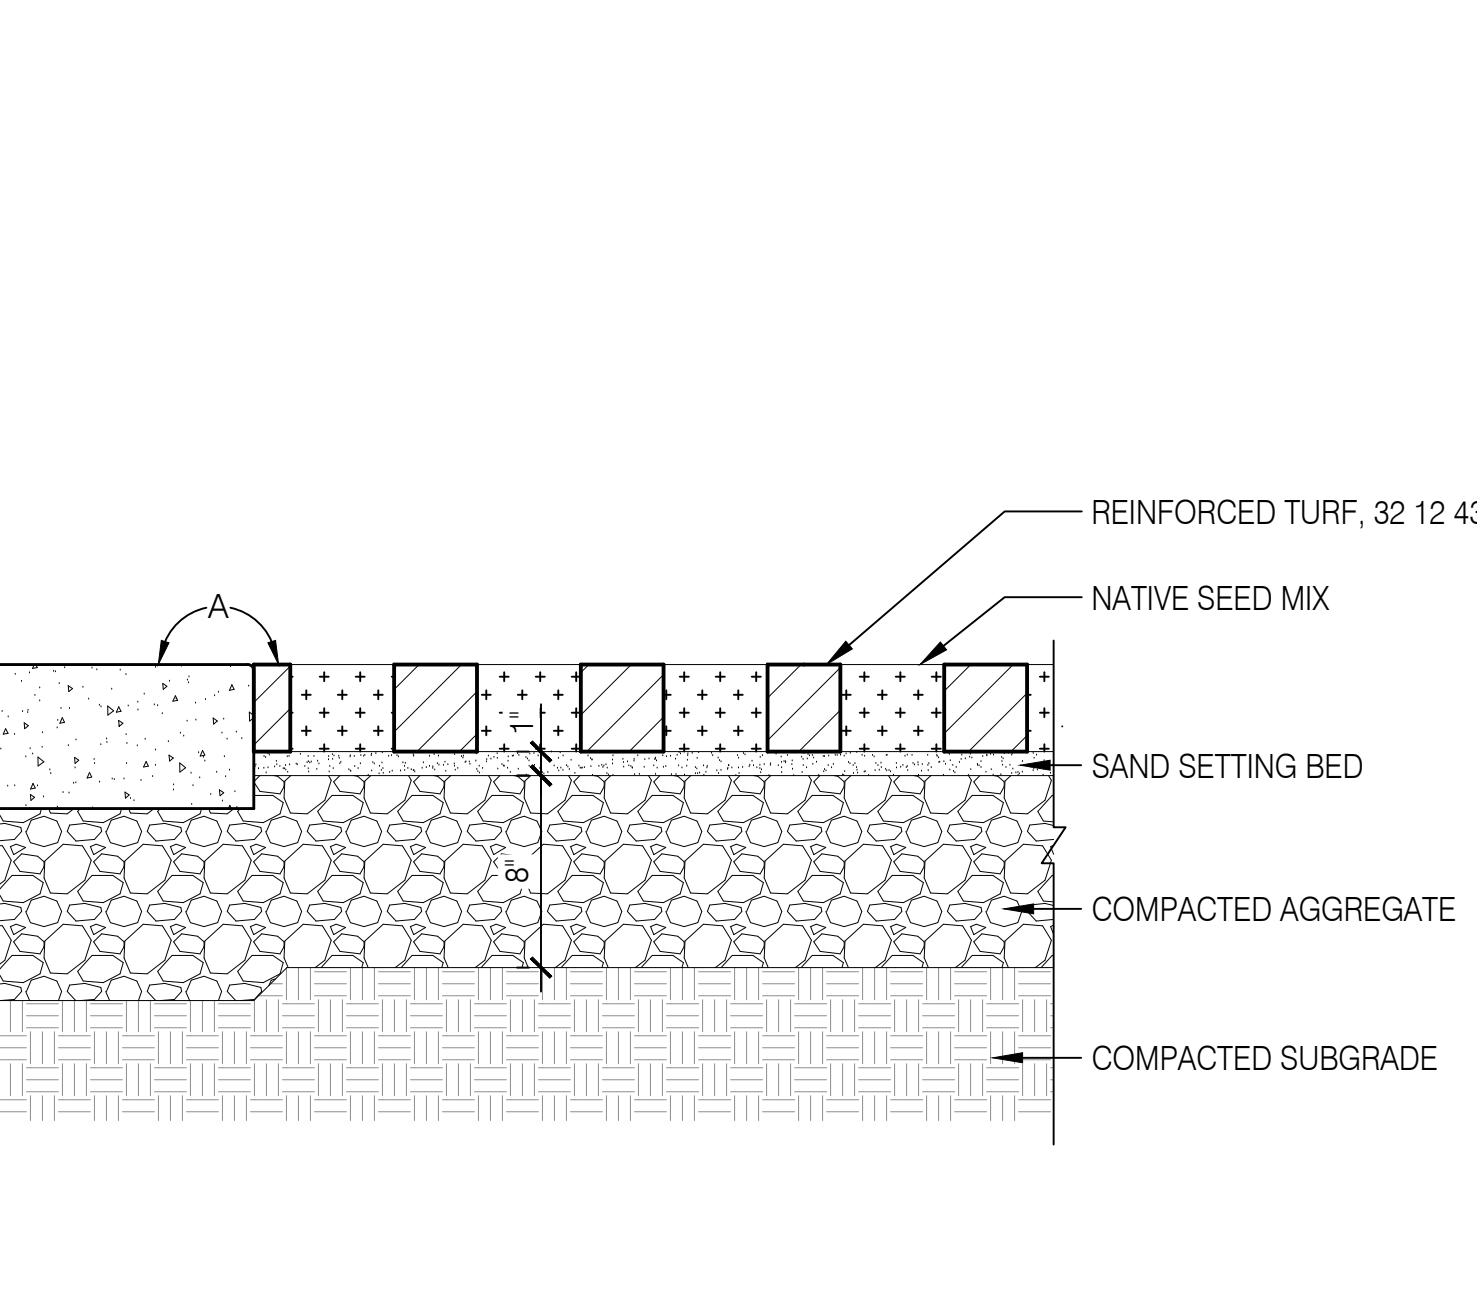 REINFORCED TURF, 32 12 43
NATIVE SEED MIX
A
1"
SAND SETTING BED
8"
COMPACTED AGGREGATE
COMPACTED SUBGRADE